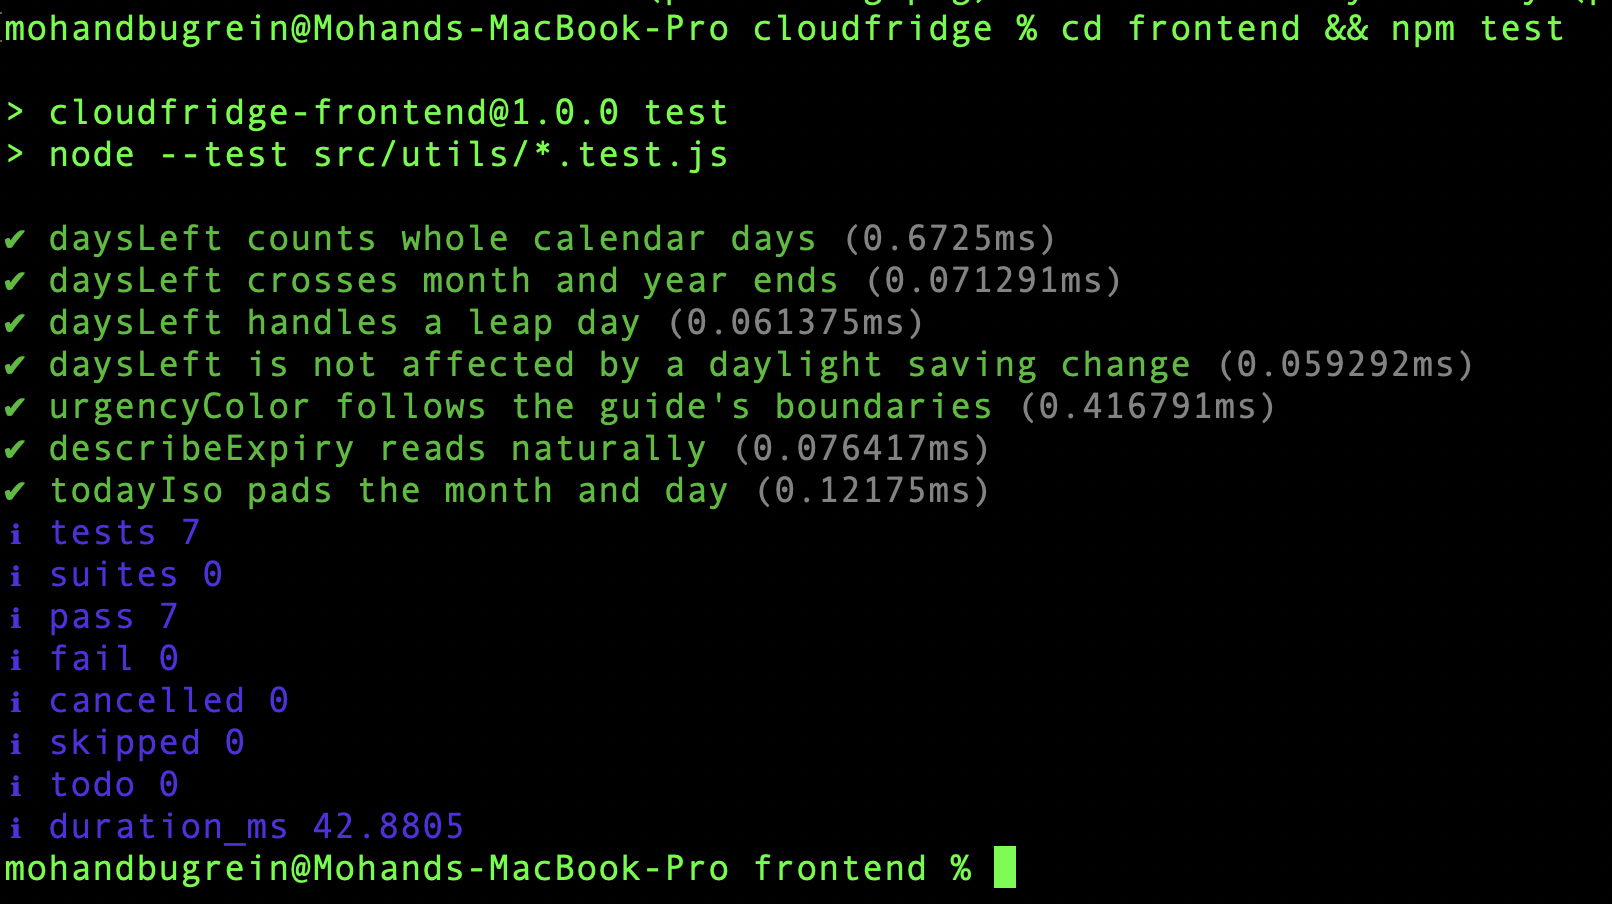 mohandbugrein@Mohands-MacBook-Pro cloudfridge % cd frontend && npm test
> cloudfridge-frontend@1.0.0 test
> node --test src/utils/*.test.js
✔ daysLeft counts whole calendar days (0.6725ms)
✔ daysLeft crosses month and year ends (0.071291ms)
✔ daysLeft handles a leap day (0.061375ms)
✔ daysLeft is not affected by a daylight saving change (0.059292ms)
✔ urgencyColor follows the guide's boundaries (0.416791ms)
✔ describeExpiry reads naturally (0.076417ms)
✔ todayIso pads the month and day (0.12175ms)
ℹ tests 7
ℹ suites 0
ℹ pass 7
ℹ fail 0
ℹ cancelled 0
ℹ skipped 0
ℹ todo 0
ℹ duration_ms 42.8805
mohandbugrein@Mohands-MacBook-Pro frontend %